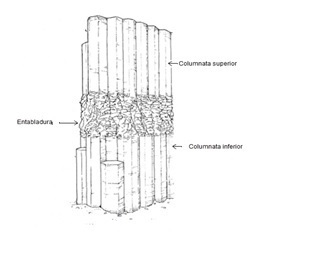 Columnata superior
Entabladura
Columnata inferior